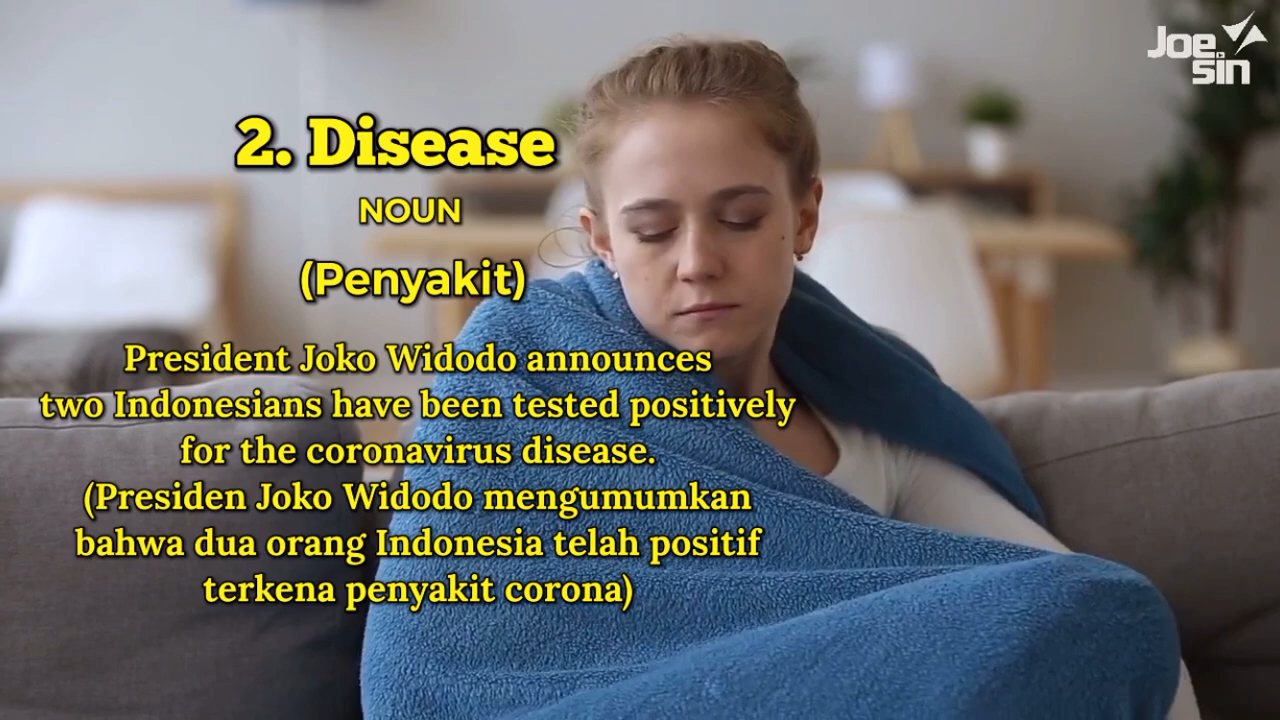 Joe
sin
2. Disease
NOUN
(Penyakit)
President Joko Widodo announces
two Indonesians have been tested positively
for the coronavirus disease.
(Presiden Joko Widodo mengumumkan
bahwa dua orang Indonesia telah positif
terkena penyakit corona)